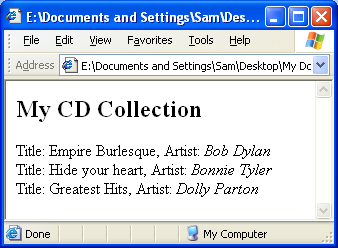 E:\Documents and Settings\Sam\Des...
File Edit View Favorites Tools Help
Address E:\Documents and Settings\Sam\Desktop\My Do
My CD Collection
Title: Empire Burlesque, Artist: Bob Dylan
Title: Hide your heart, Artist: Bonnie Tyler
Title: Greatest Hits, Artist: Dolly Parton
Done My Computer